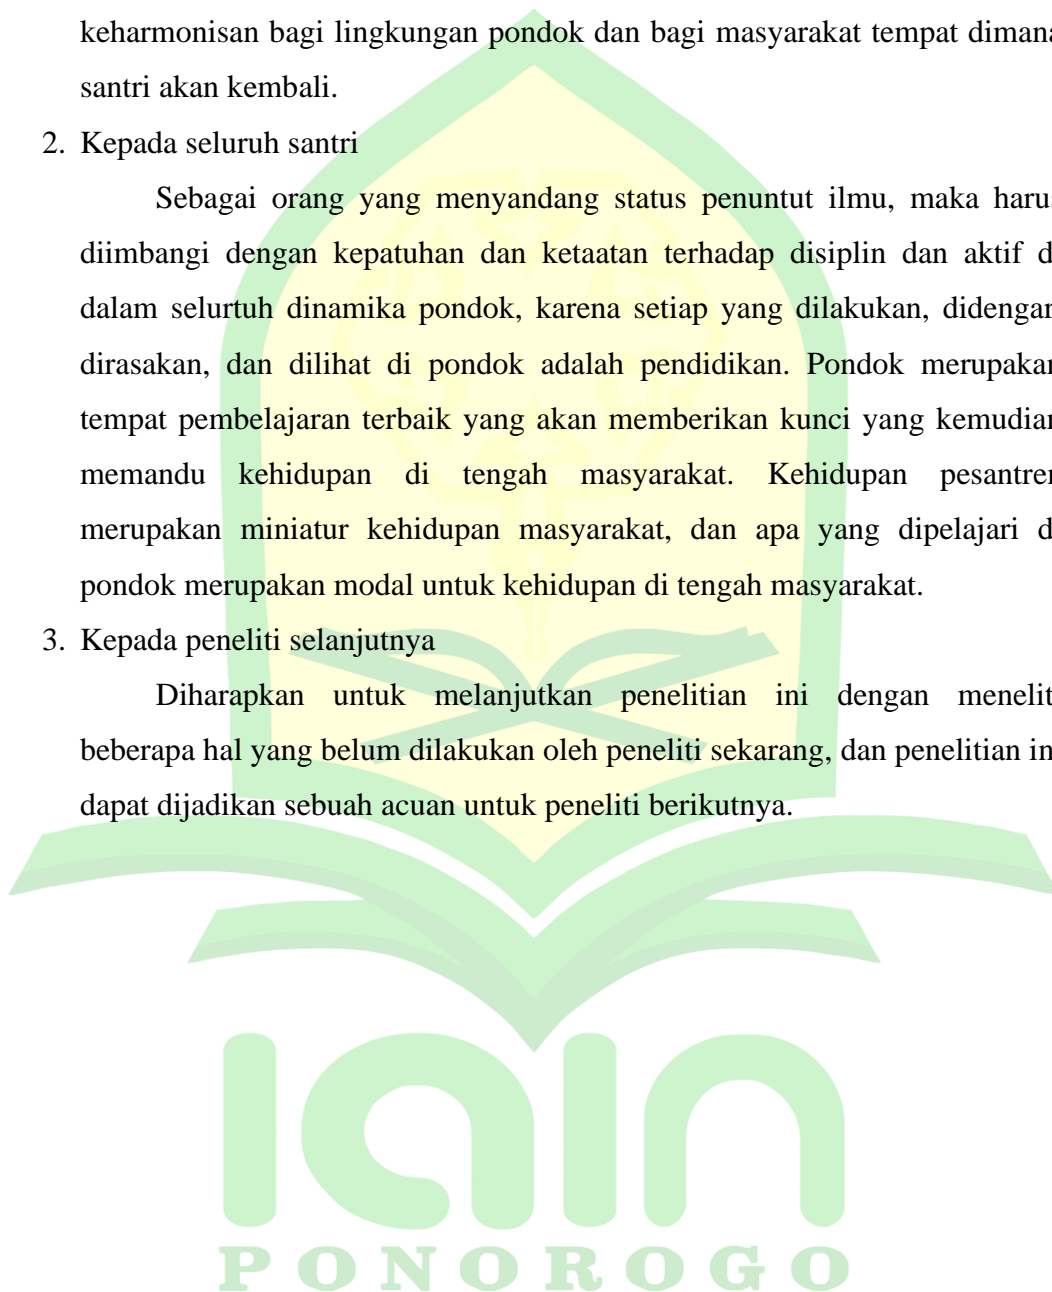 keharmonisan bagi lingkungan pondok dan bagi masyarakat tempat dimana
santri akan kembali.
2. Kepada seluruh santri
Sebagai orang yang menyandang status penuntut ilmu, maka harus
diimbangi dengan kepatuhan dan ketaatan terhadap disiplin dan aktif d
dalam selurtuh dinamika pondok, karena setiap yang dilakukan, didengar
dirasakan, dan dilihat di pondok adalah pendidikan. Pondok merupakan
tempat pembelajaran terbaik yang akan memberikan kunci yang kemudian
memandu kehidupan di tengah masyarakat. Kehidupan pesantren
merupakan miniatur kehidupan masyarakat, dan apa yang dipelajari d
pondok merupakan modal untuk kehidupan di tengah masyarakat.
3. Kepada peneliti selanjutnya
Diharapkan untuk melanjutkan penelitian ini dengan menelit
beberapa hal yang belum dilakukan oleh peneliti sekarang, dan penelitian in
dapat dijadikan sebuah acuan untuk peneliti berikutnya.
iain
PONOROGO